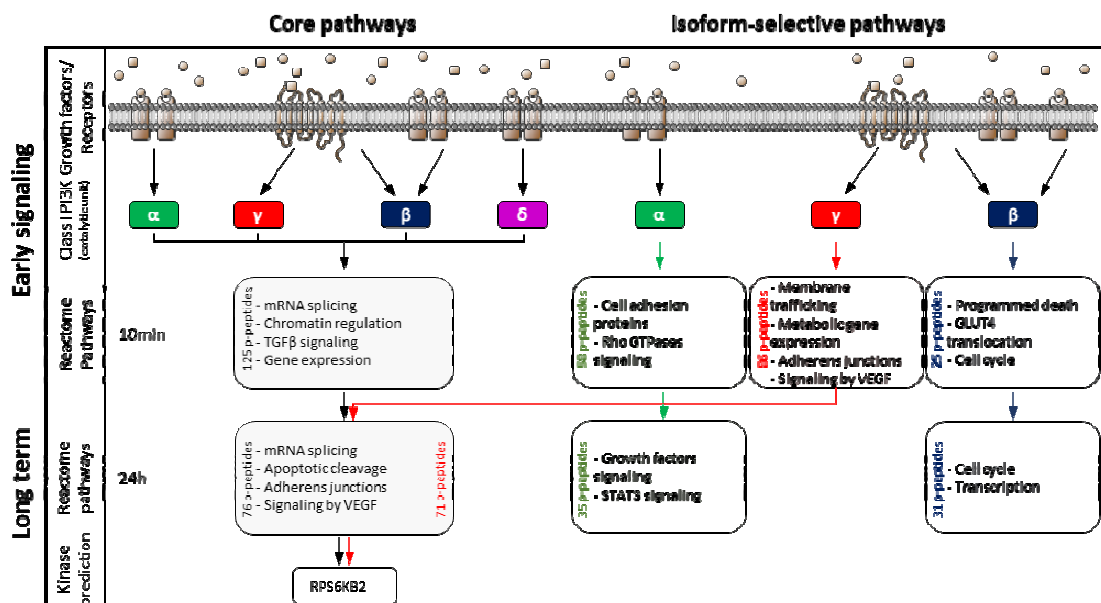 Core pathways
Isoform-selective pathways
Early signaling
Long term
Growth factors/
Receptors
Class I PI3K
(catalytic unit)
α
γ
β
δ
α
γ
β
Reactome
Pathways
10min
125 p-peptides
- mRNA splicing
- Chromatin regulation
- TGFβ signaling
- Gene expression
p-peptides
- Cell adhesion
proteins
- Rho GTPases
signaling
p-peptides
- Membrane
trafficking
- Metabolicgene
expression
- Adherens junctions
- Signaling by VEGF
25 p-peptides
- Programmed death
- GLUT4
translocation
- Cell cycle
Reactome
pathways
24h
76 p-peptides
- mRNA splicing
- Apoptotic cleavage
- Adherens junctions
- Signaling by VEGF
71 p-peptides
35 p-peptides
- Growth factors
signaling
- STAT3 signaling
31 p-peptides
- Cell cycle
- Transcription
Kinase
prediction
RPS6KB2